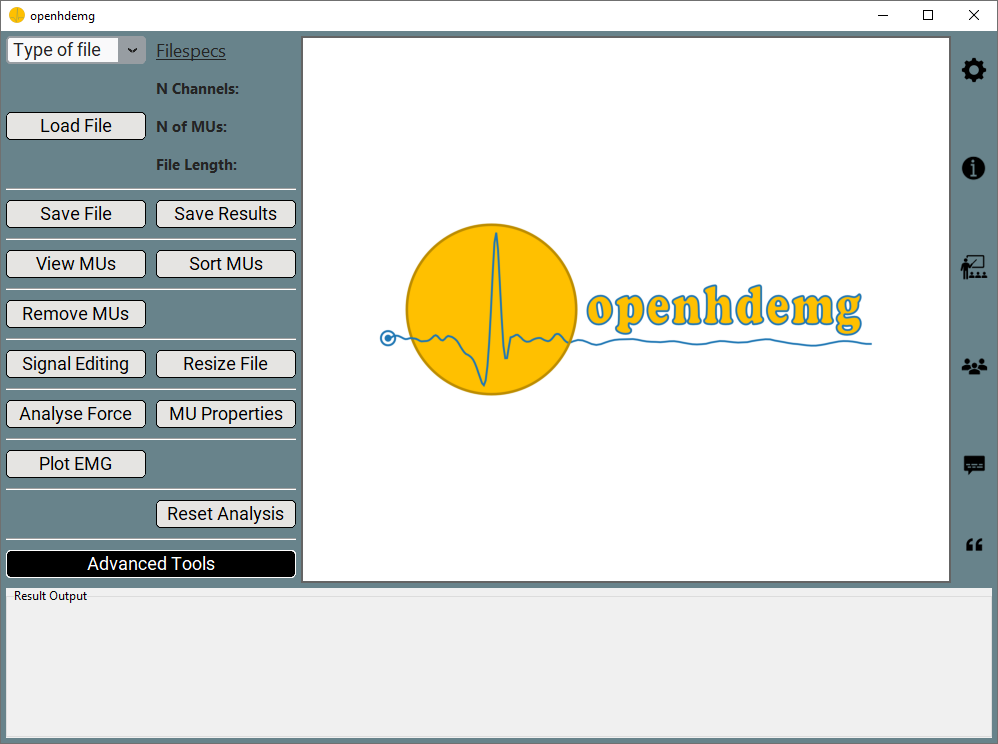 openhdemg
Type of file
Filespecs
N Channels:
Load File
N of MUs:
File Length:
Save File
Save Results
View MUs
Sort MUs
Remove MUs
Signal Editing
Resize File
Analyse Force
MU Properties
Plot EMG
Reset Analysis
Advanced Tools
openhdemg
Result Output